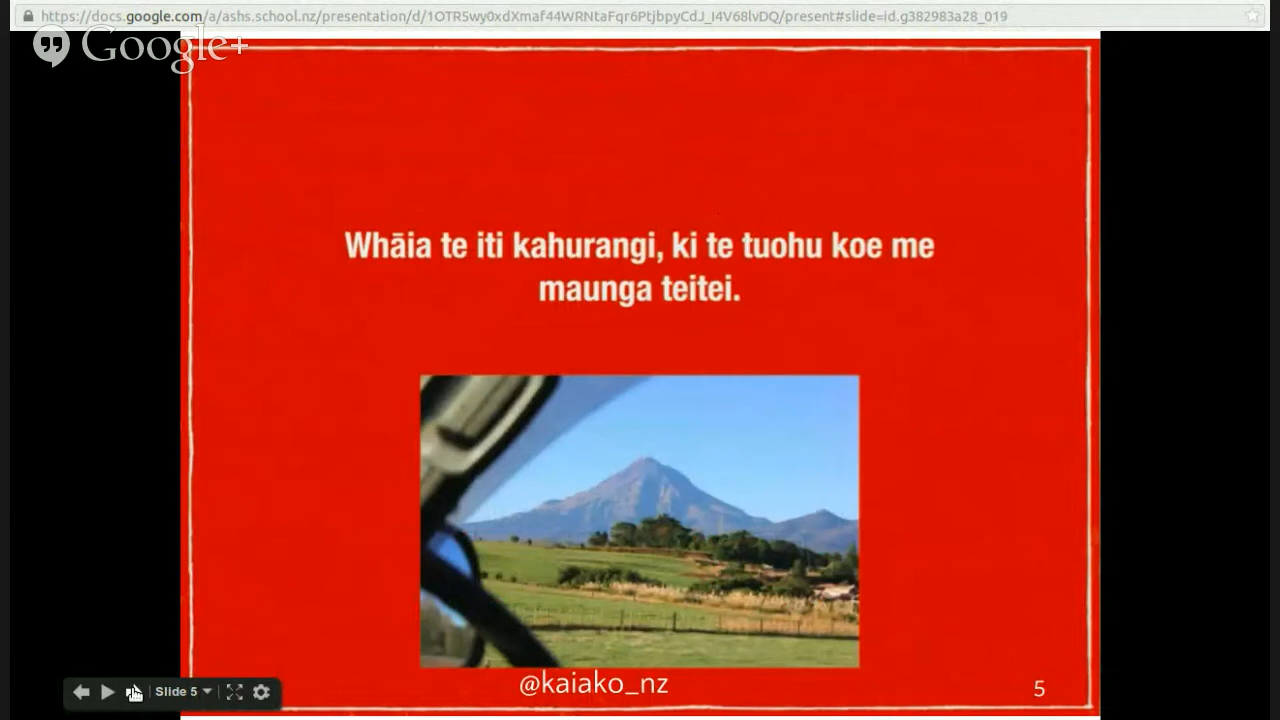 https://docs.google.com/a/ashs.school.nz/presentation/d/1OTR5wy0xdXmaf44WRNtaFqr6PtjbpyCdJ_I4V68lvDQ/present#slide=id.g382983a28_019
Google+
Whāia te iti kahurangi, ki te tuohu koe me
maunga teitei.
@kaiako_nz
5
Slide 5